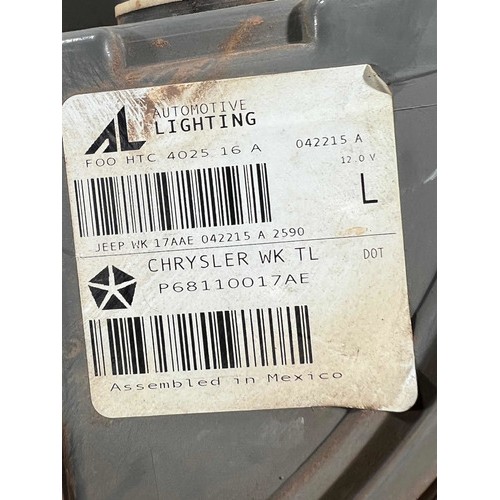 AL AUTOMOTIVE LIGHTING
FOO HTC 4025 16 A 042215 A
12.0 V
L
JEEP WK 17AAE 042215 A 2590
CHRYSLER WK TL DOT
P68110017AE
Assembled in Mexico